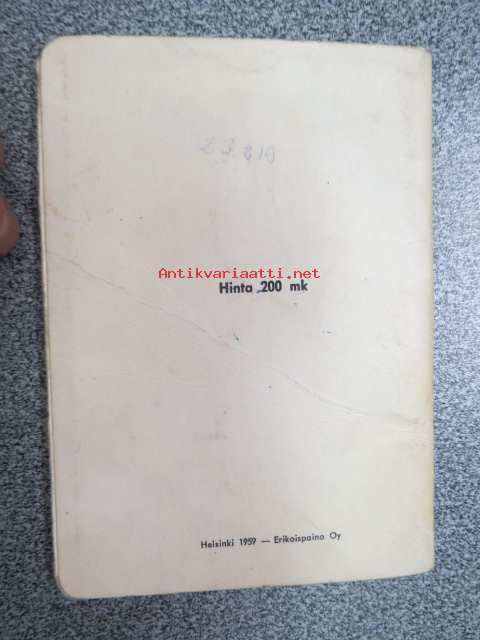 23 819
Antikvariaatti.net
Hinta 200 mk
Helsinki 1959 — Erikoispaino Oy